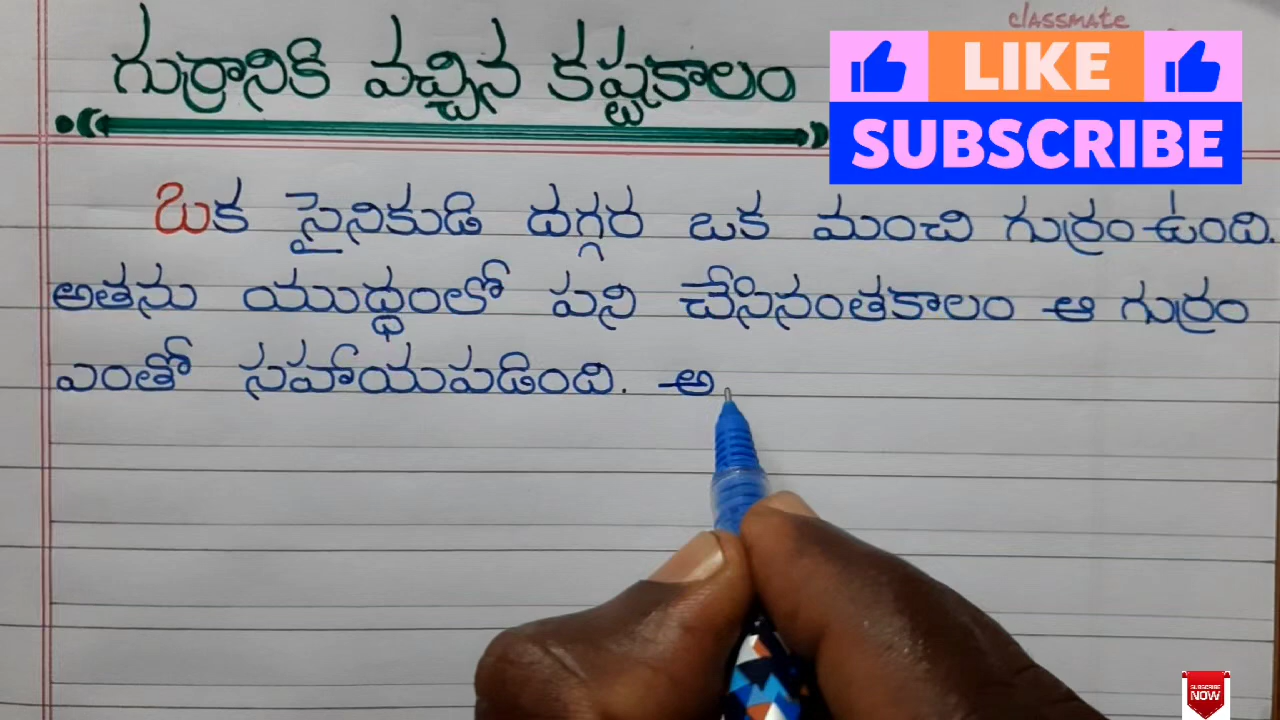 classmate
గుర్రానికి వచ్చిన కష్టకాలం
LIKE
SUBSCRIBE
ఒక సైనికుడి దగ్గర ఒక మంచి గుర్రం ఉంది.
అతను యుద్ధంలో పని చేసినంతకాలం ఆ గుర్రం
ఎంతో సహాయపడింది. అ
SUBSCRIBE
NOW